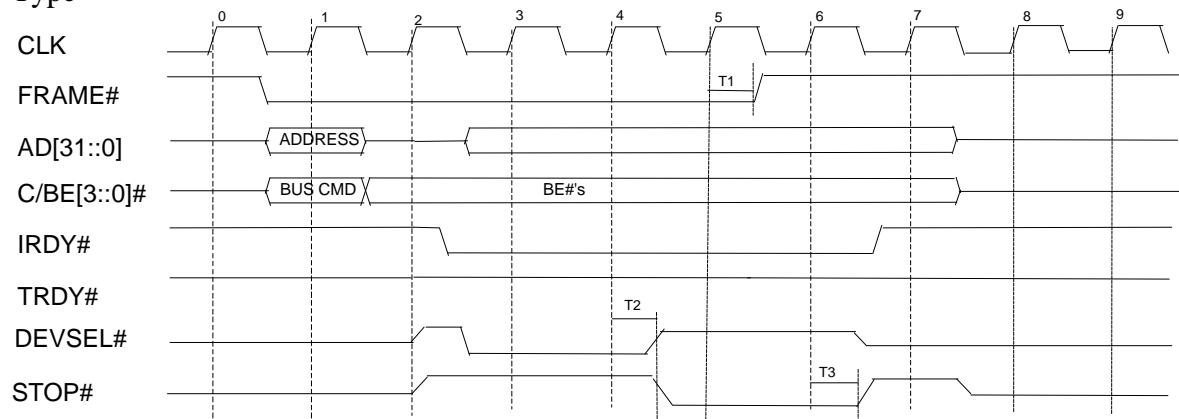 0 1 2 3 4 5 6 7 8 9
CLK
FRAME# T1
AD[31::0] ADDRESS
C/BE[3::0]# BUS CMD BE#'s
IRDY#
TRDY#
T2
DEVSEL#
T3
STOP#